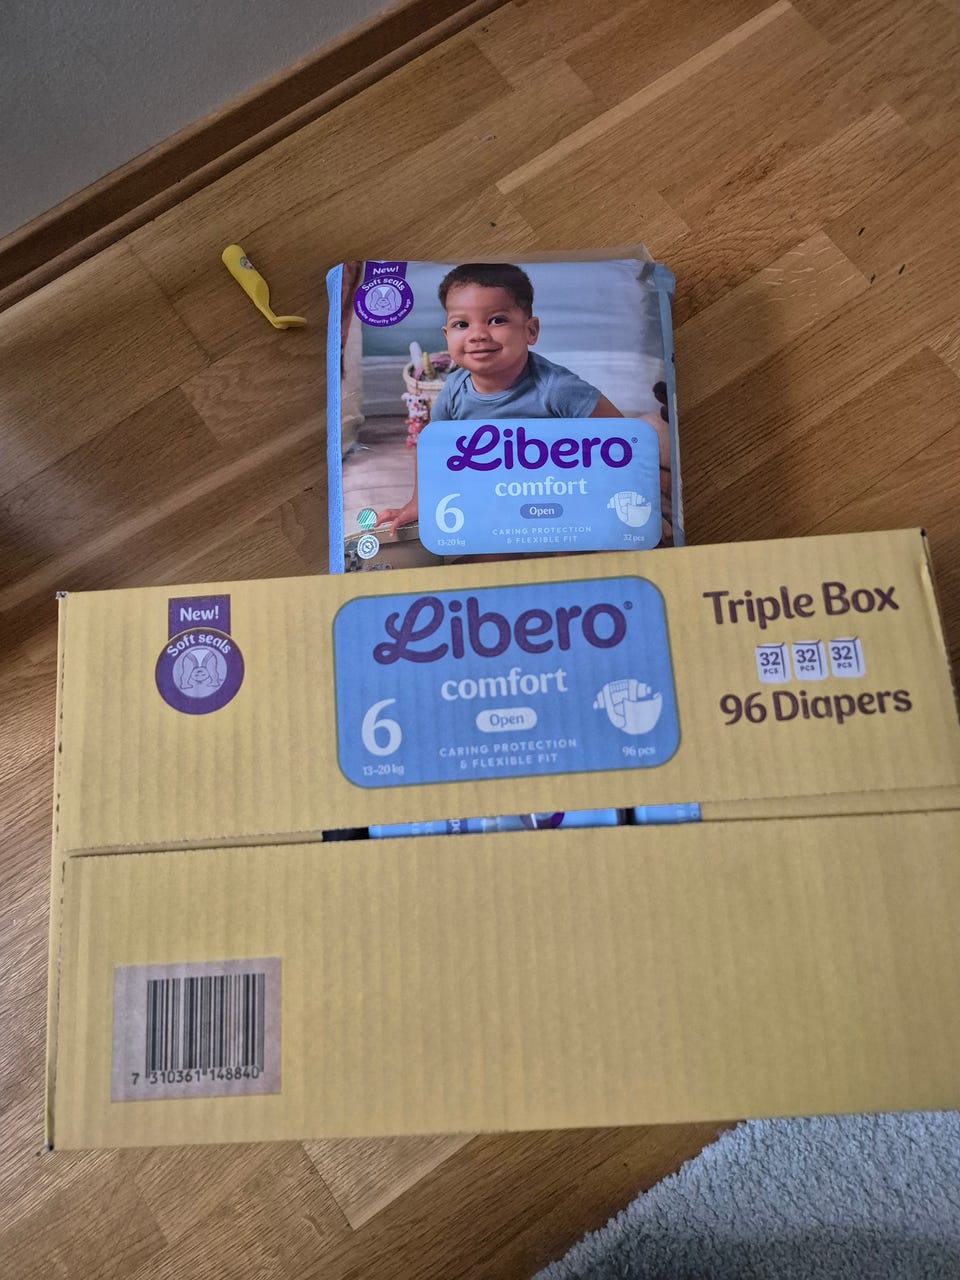 New!
Soft seals
Libero®
comfort
Open
6
13-20 kg
CARING PROTECTION
& FLEXIBLE FIT
32 pcs
New!
Soft seals
Libero®
comfort
Open
6
13-20 kg
CARING PROTECTION
& FLEXIBLE FIT
96 pcs
Triple Box
32 PCS 32 PCS 32 PCS
96 Diapers
7 310361 148840